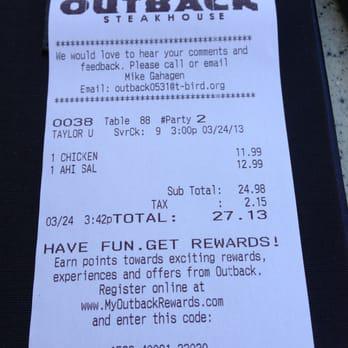 OUTBACK
STEAKHOUSE
We would love to hear your comments and
feedback. Please call or email
Mike Gahagen
Email: outback0531@t-bird.org
0038 Table 88 #Party 2
TAYLOR U SvrCk: 9 3:00p 03/24/13
1 CHICKEN 11.99
1 AHI SAL 12.99
Sub Total: 24.98
TAX : 2.15
03/24 3:42pTOTAL: 27.13
HAVE FUN.GET REWARDS!
Earn points towards exciting rewards,
experiences and offers from Outback.
Register online at
www.MyOutbackRewards.com
and enter this code: